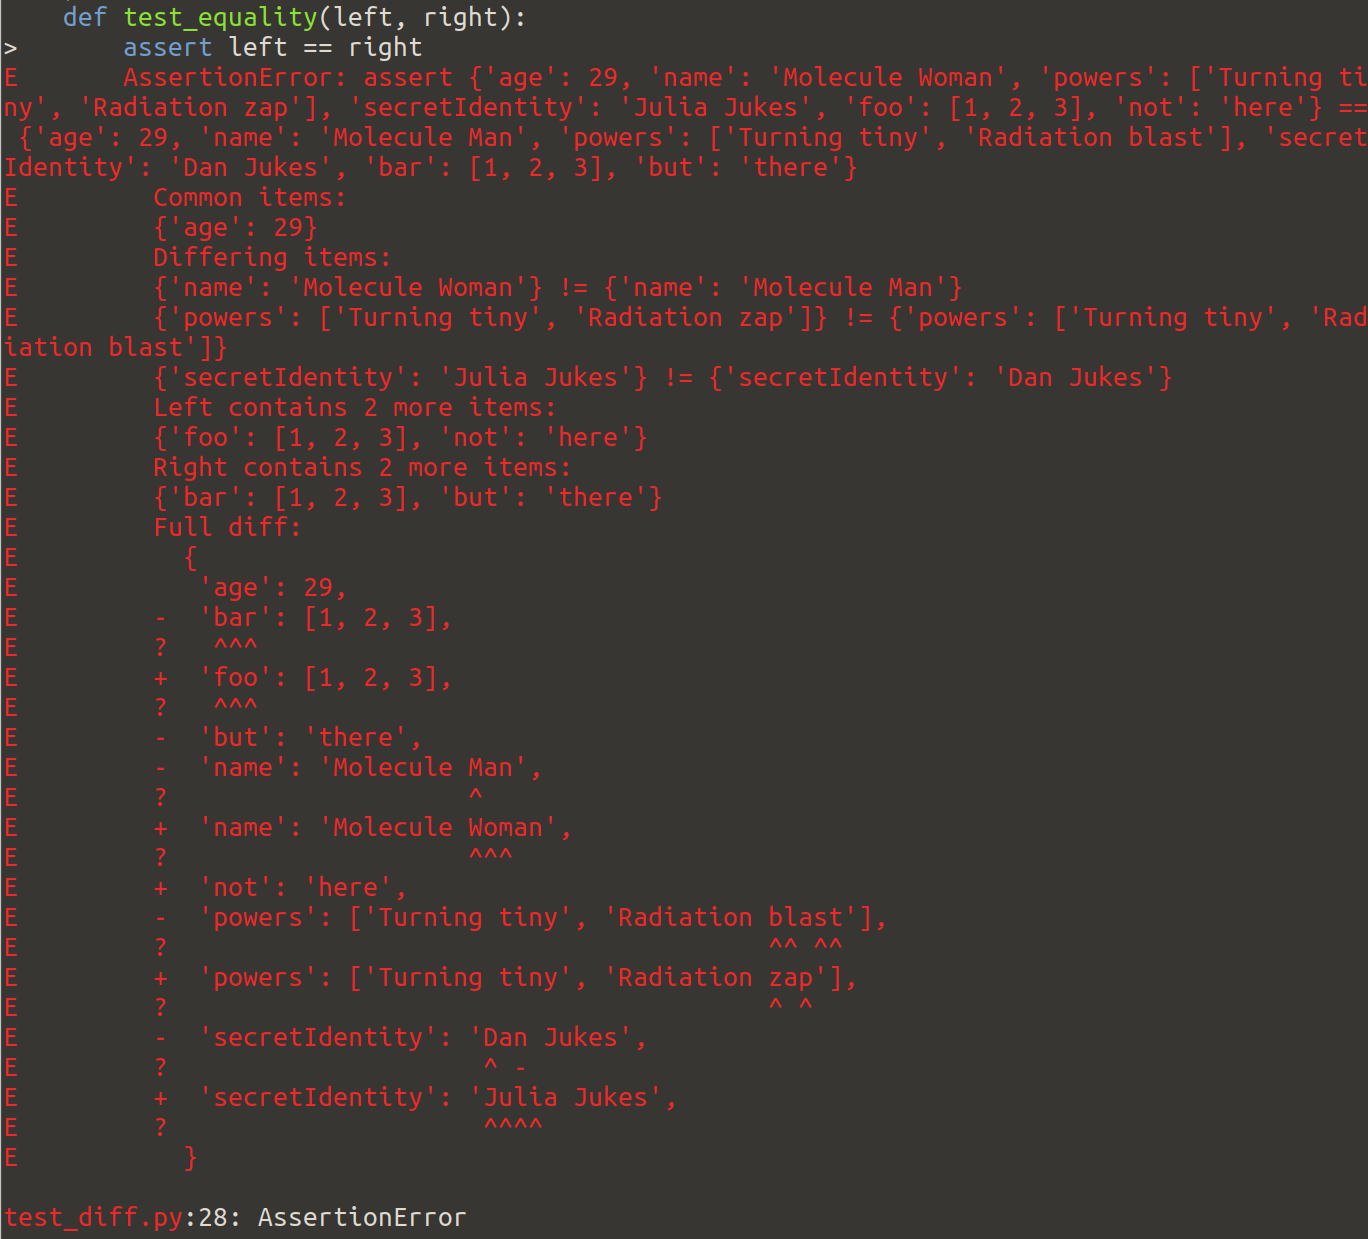 def test_equality(left, right):
>       assert left == right
E       AssertionError: assert {'age': 29, 'name': 'Molecule Woman', 'powers': ['Turning ti
ny', 'Radiation zap'], 'secretIdentity': 'Julia Jukes', 'foo': [1, 2, 3], 'not': 'here'} ==
 {'age': 29, 'name': 'Molecule Man', 'powers': ['Turning tiny', 'Radiation blast'], 'secret
Identity': 'Dan Jukes', 'bar': [1, 2, 3], 'but': 'there'}
E         Common items:
E         {'age': 29}
E         Differing items:
E         {'name': 'Molecule Woman'} != {'name': 'Molecule Man'}
E         {'powers': ['Turning tiny', 'Radiation zap']} != {'powers': ['Turning tiny', 'Rad
iation blast']}
E         {'secretIdentity': 'Julia Jukes'} != {'secretIdentity': 'Dan Jukes'}
E         Left contains 2 more items:
E         {'foo': [1, 2, 3], 'not': 'here'}
E         Right contains 2 more items:
E         {'bar': [1, 2, 3], 'but': 'there'}
E         Full diff:
E           {
E            'age': 29,
E         -  'bar': [1, 2, 3],
E         ?   ^^^
E         +  'foo': [1, 2, 3],
E         ?   ^^^
E         -  'but': 'there',
E         -  'name': 'Molecule Man',
E         ?                    ^
E         +  'name': 'Molecule Woman',
E         ?                    ^^^
E         +  'not': 'here',
E         -  'powers': ['Turning tiny', 'Radiation blast'],
E         ?                                        ^^ ^^
E         +  'powers': ['Turning tiny', 'Radiation zap'],
E         ?                                        ^ ^
E         -  'secretIdentity': 'Dan Jukes',
E         ?                     ^ -
E         +  'secretIdentity': 'Julia Jukes',
E         ?                     ^^^^
E           }
test_diff.py:28: AssertionError